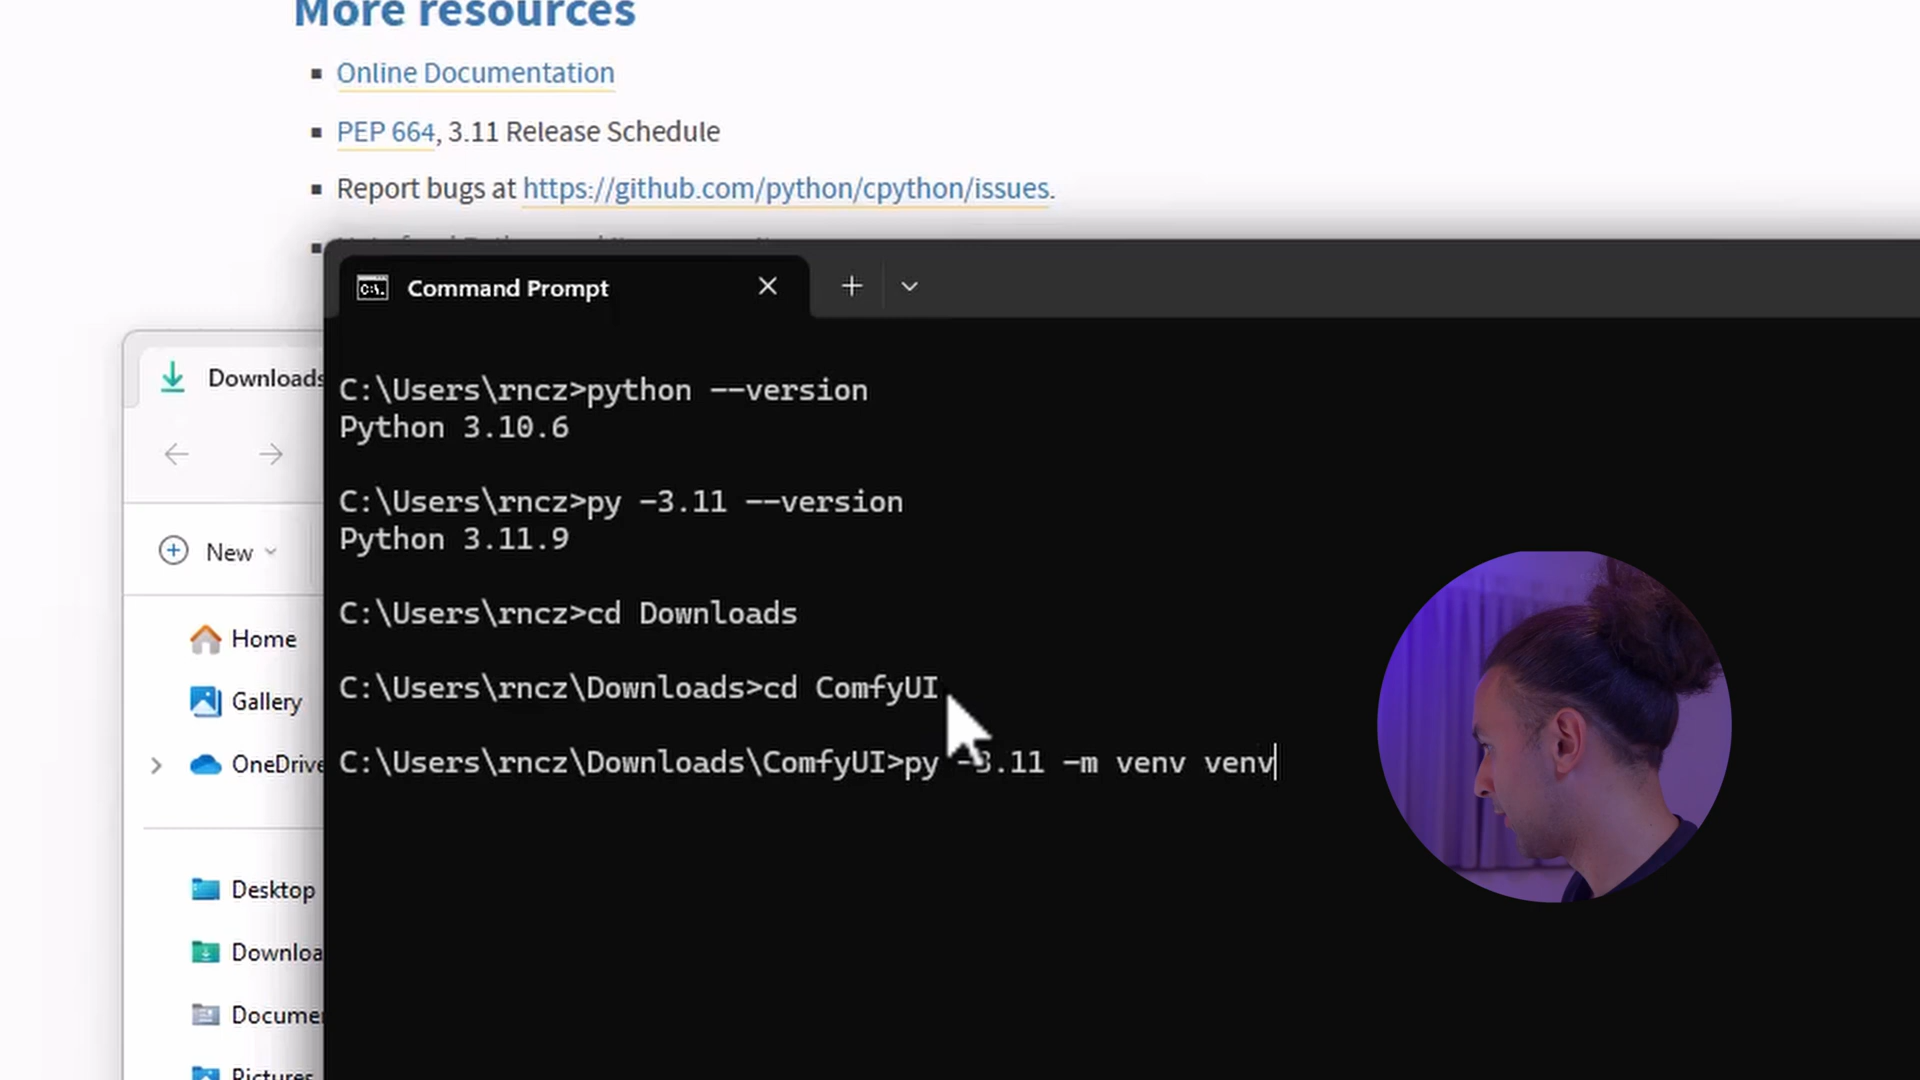 More resources
Online Documentation
PEP 664, 3.11 Release Schedule
Report bugs at https://github.com/python/cpython/issues.
Command Prompt
Downloads
C:\Users\rncz>python --version
Python 3.10.6
C:\Users\rncz>py -3.11 --version
Python 3.11.9
C:\Users\rncz>cd Downloads
C:\Users\rncz\Downloads>cd ComfyUI
C:\Users\rncz\Downloads\ComfyUI>py -3.11 -m venv venv
New
Home
Gallery
OneDrive
Desktop
Downloa
Documen
Pictures